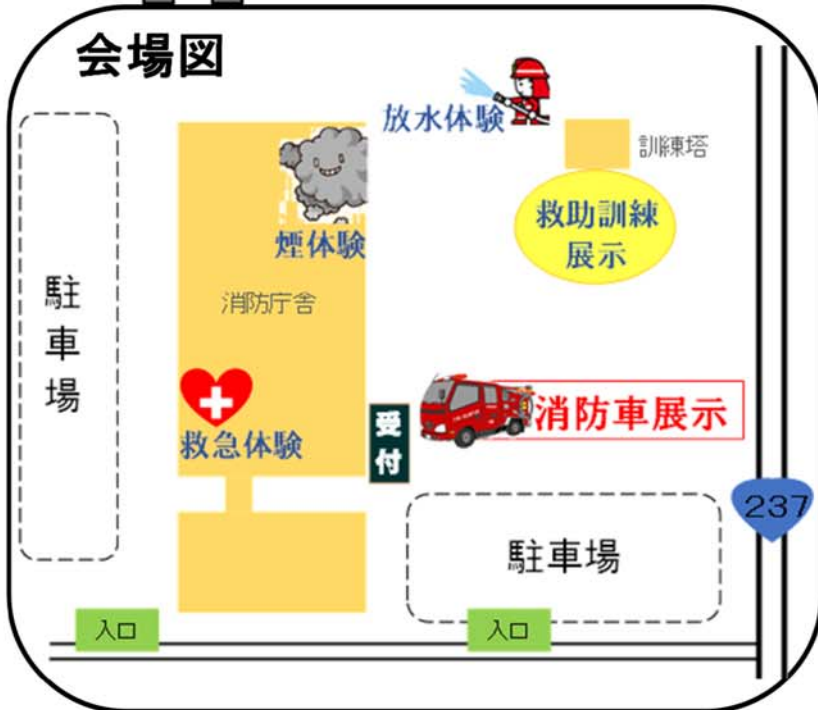 会場図
放水体験
訓練塔
救助訓練
展示
煙体験
消防庁舎
駐車場
救急体験
受付
消防車展示
237
駐車場
入口
入口